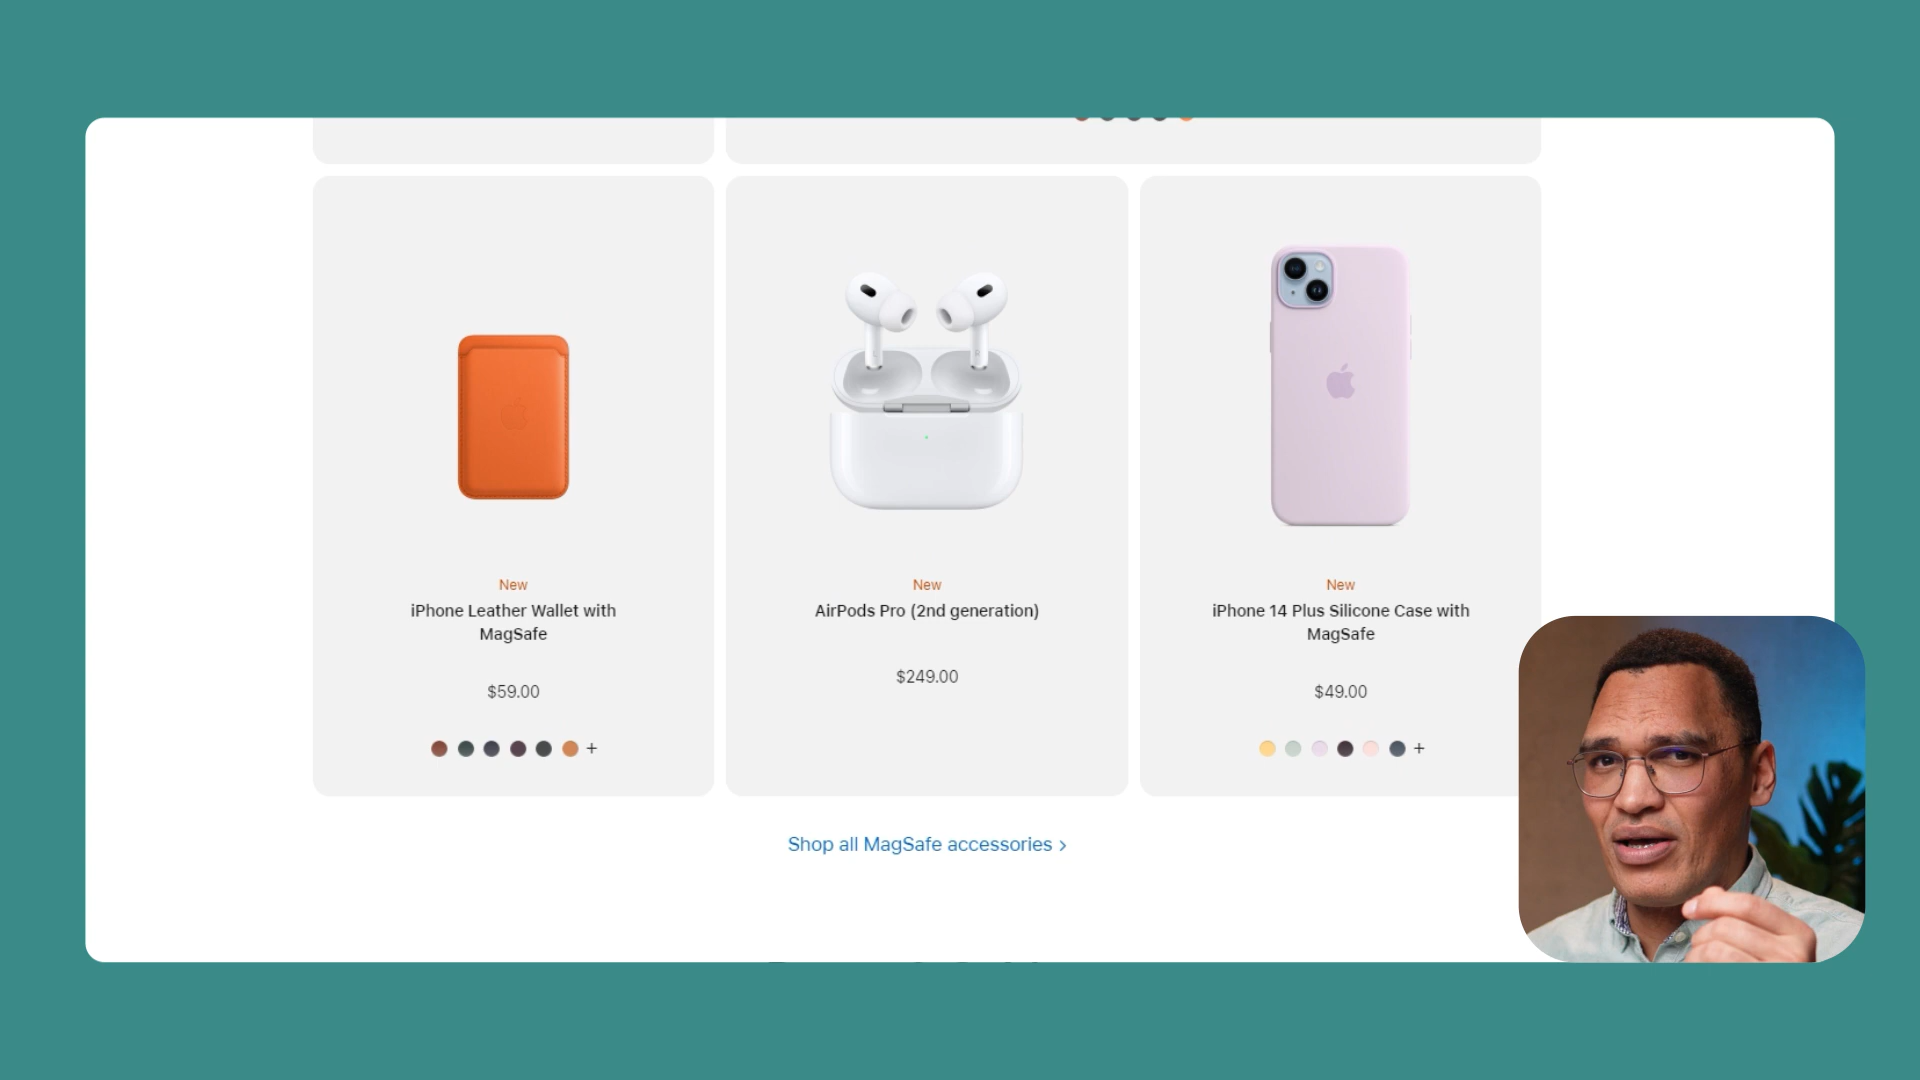 New
iPhone Leather Wallet with
MagSafe
$59.00
+
New
AirPods Pro (2nd generation)
$249.00
New
iPhone 14 Plus Silicone Case with
MagSafe
$49.00
+
Shop all MagSafe accessories >